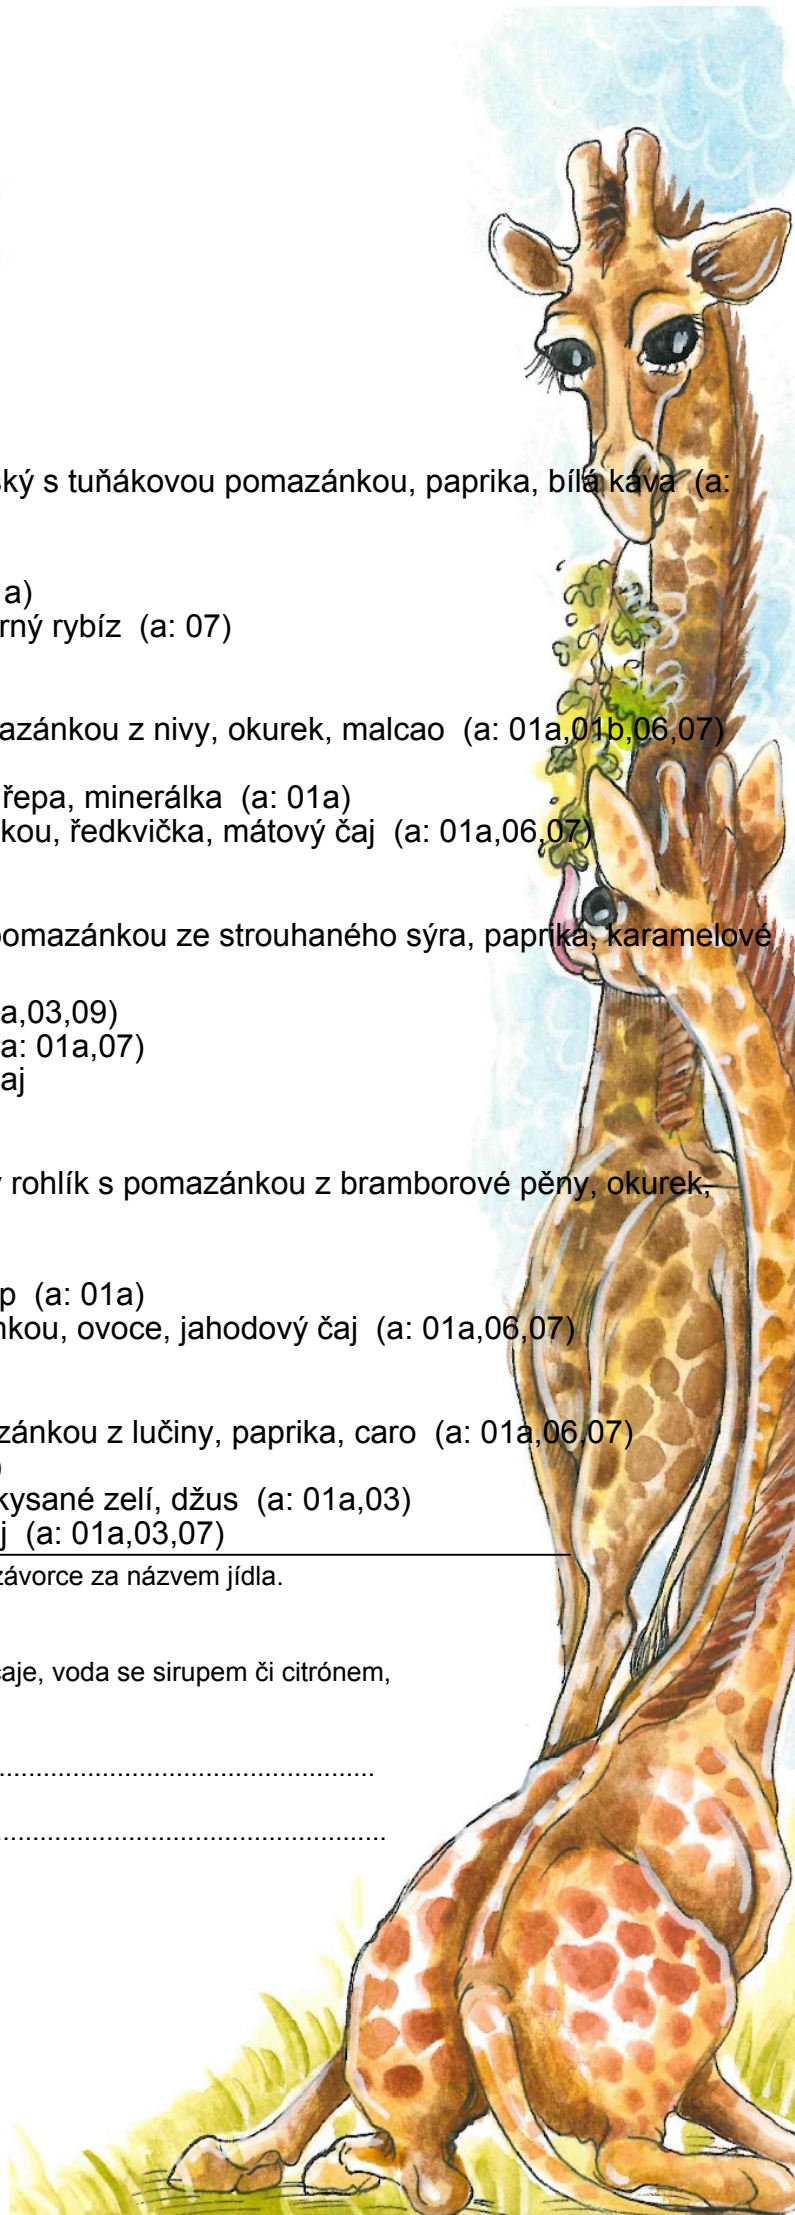 ký s tuňákovou pomazánkou, paprika, bílá káva (a:
a)
rný rybíz (a: 07)
azánkou z nivy, okurek, malcao (a: 01a,01b,06,07)
řepa, minerálka (a: 01a)
kou, ředkvička, mátový čaj (a: 01a,06,07)
pomazánkou ze strouhaného sýra, paprika, karamelové
a,03,09)
a: 01a,07)
aj
rohlík s pomazánkou z bramborové pěny, okurek,
p (a: 01a)
nkou, ovoce, jahodový čaj (a: 01a,06,07)
zánkou z lučiny, paprika, caro (a: 01a,06,07)
)
kysané zelí, džus (a: 01a,03)
j (a: 01a,03,07)
závorce za názvem jídla.
aje, voda se sirupem či citrónem,